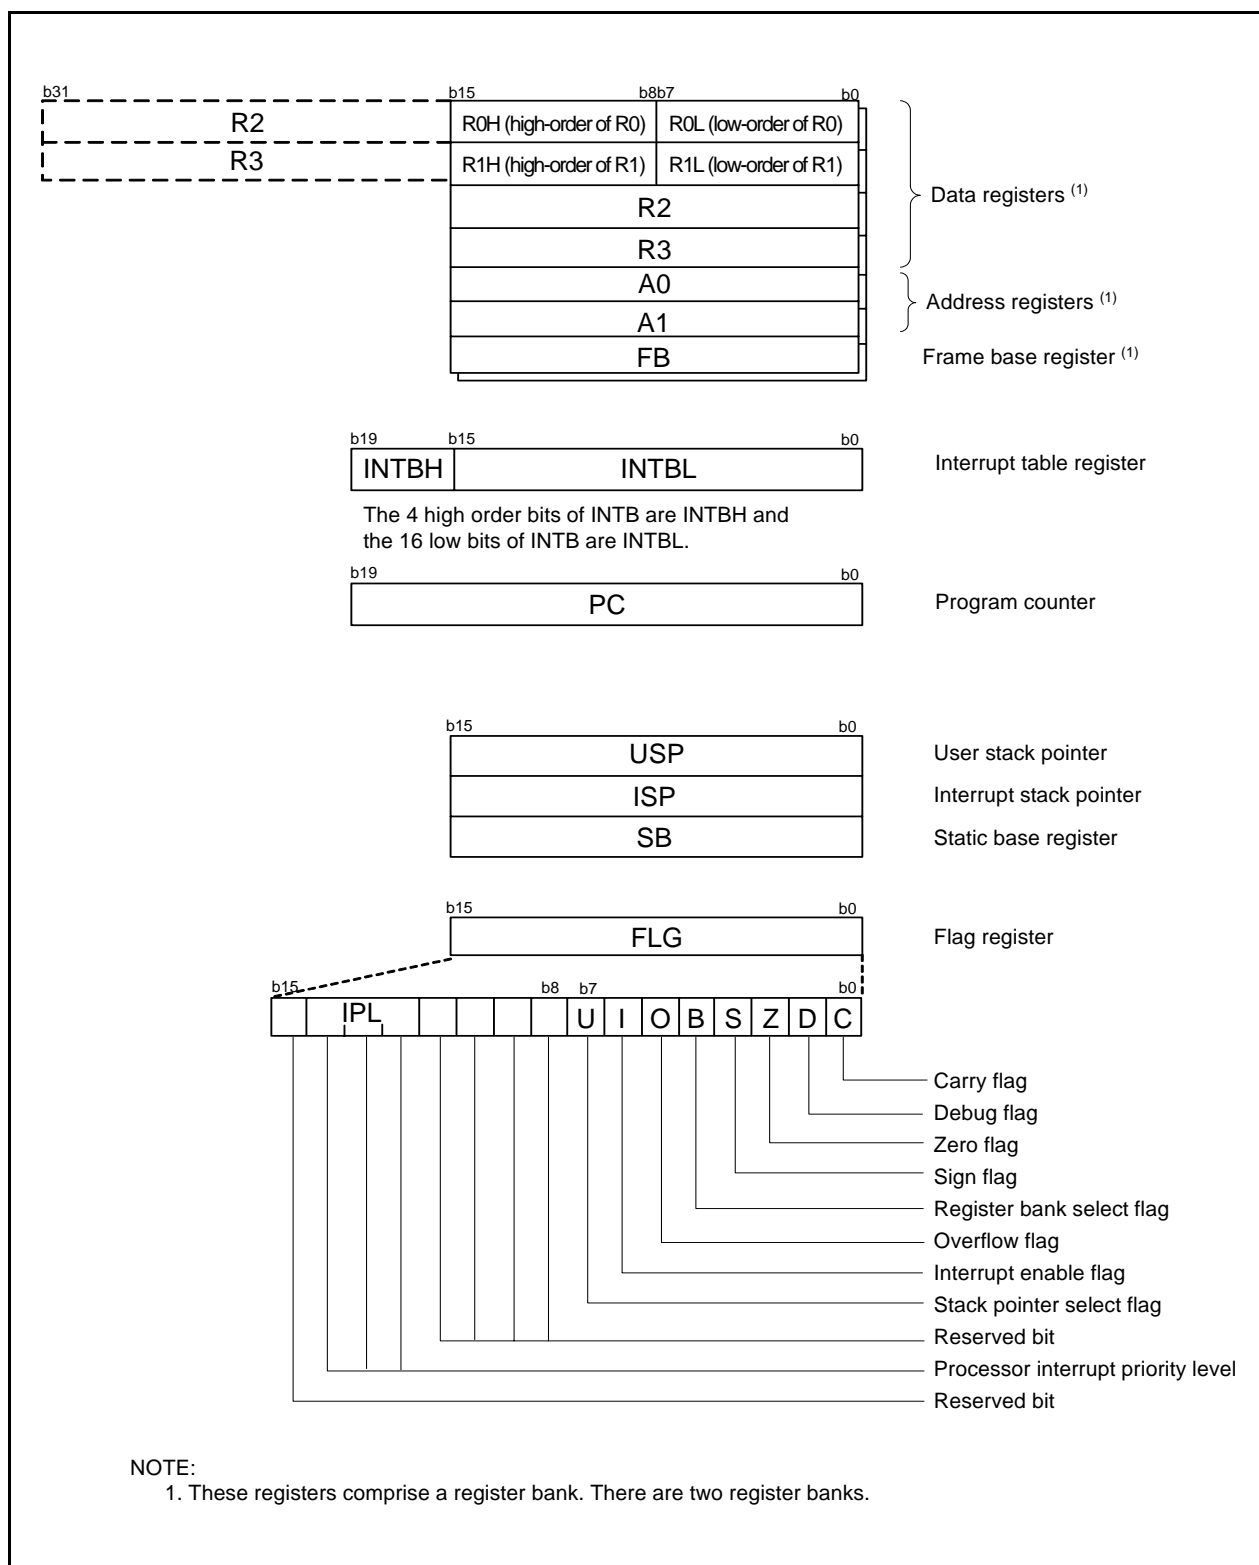 b31 b15 b8b7 b0
R2 R0H (high-order of R0) R0L (low-order of R0)
R3 R1H (high-order of R1) R1L (low-order of R1)
R2
R3
Data registers (1)
A0
A1
Address registers (1)
FB Frame base register (1)
b19 b15 b0
INTBH INTBL Interrupt table register
The 4 high order bits of INTB are INTBH and
the 16 low bits of INTB are INTBL.
b19 b0
PC Program counter
b15 b0
USP User stack pointer
ISP Interrupt stack pointer
SB Static base register
b15 b0
FLG Flag register
b15 b8 b7 b0
IPL U I O B S Z D C
Carry flag
Debug flag
Zero flag
Sign flag
Register bank select flag
Overflow flag
Interrupt enable flag
Stack pointer select flag
Reserved bit
Processor interrupt priority level
Reserved bit
NOTE:
1. These registers comprise a register bank. There are two register banks.